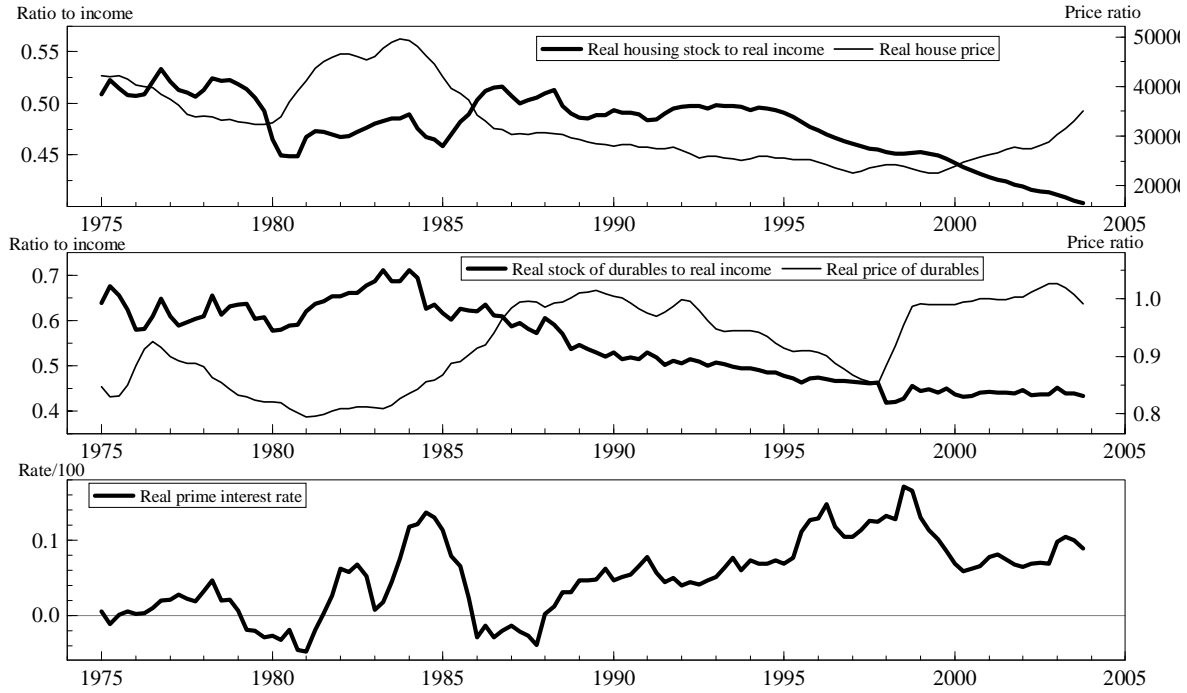 Ratio to income Price ratio
Real housing stock to real income Real house price
0.55 50000
0.50 40000
30000
0.45
20000
1975 1980 1985 1990 1995 2000 2005
Ratio to income Price ratio
Real stock of durables to real income Real price of durables
0.7
1.0
0.6
0.5 0.9
0.4 0.8
1975 1980 1985 1990 1995 2000 2005
Rate/100
Real prime interest rate
0.1
0.0
1975 1980 1985 1990 1995 2000 2005